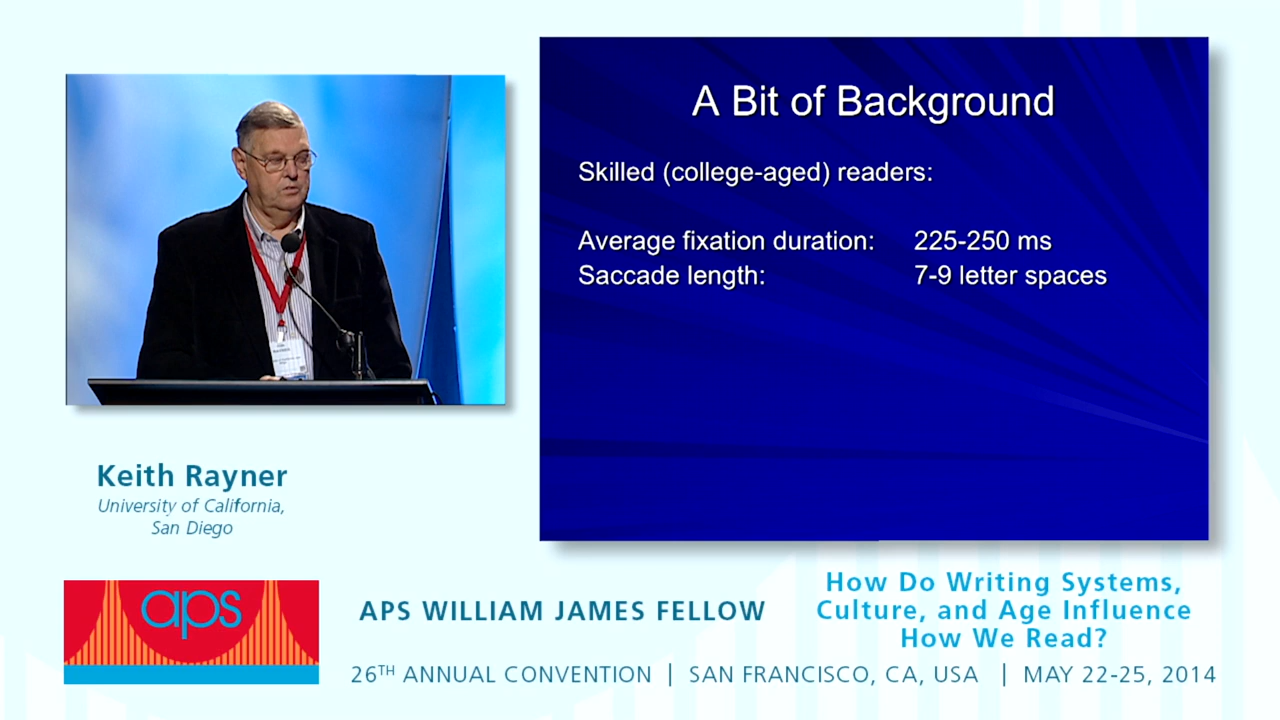 A Bit of Background
Skilled (college-aged) readers:
Average fixation duration: 225-250 ms
Saccade length: 7-9 letter spaces
Keith Rayner
University of California,
San Diego
aps
APS WILLIAM JAMES FELLOW
How Do Writing Systems,
Culture, and Age Influence
How We Read?
26TH ANNUAL CONVENTION | SAN FRANCISCO, CA, USA | MAY 22-25, 2014